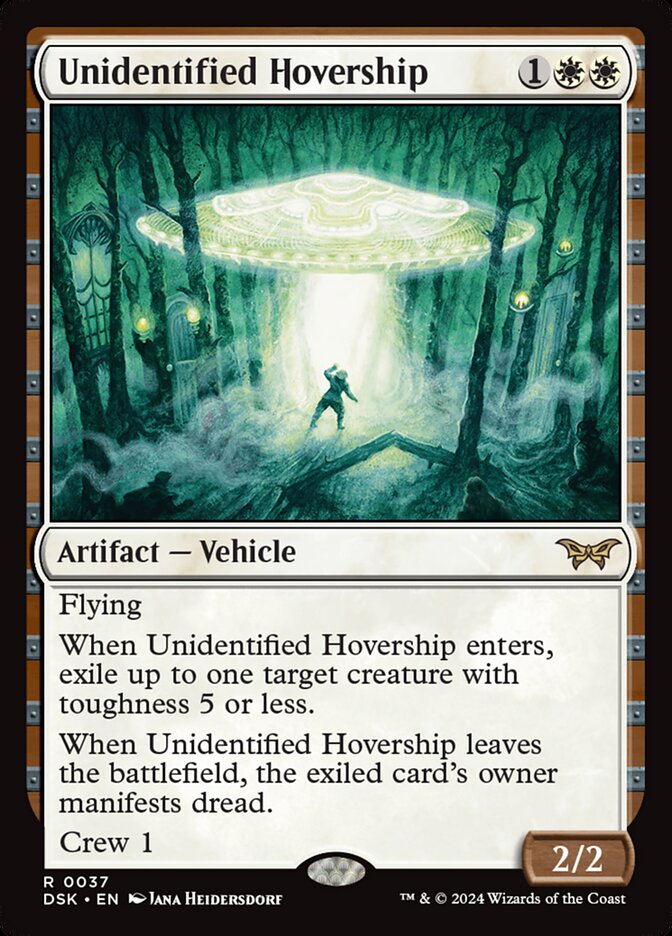 Unidentified Hovership 1
Artifact — Vehicle
Flying
When Unidentified Hovership enters,
exile up to one target creature with
toughness 5 or less.
When Unidentified Hovership leaves
the battlefield, the exiled card's owner
manifests dread.
Crew 1
2/2
R 0037
DSK • EN Jana Heidersdorf
™ & © 2024 Wizards of the Coast